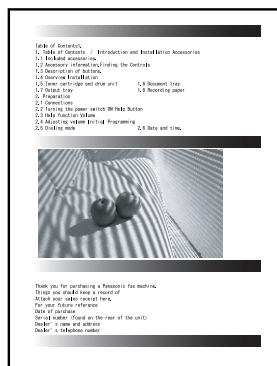 Table of Contents1.
1. Table of Contents / Introduction and Installation Accessories
1.1 Included accessories.
1.2 Accessory information,Finding the Controls
1.3 Description of buttons.
1.4 Overview Installation
1.5 Toner cartridge and drum unit 1.6 Document tray
1.7 Output tray 1.8 Recording paper
2. Preparation
2.1 Connections
2.2 Turning the power switch ON Help Button
2.3 Help function Volume
2.4 Adjusting volume Initial Programming
2.5 Dialing mode 2.6 Date and time.
Thank you for purchasing a Panasonic fax machine.
Things you should keep a record of
Attach your sales receipt here.
For your future reference
Date of purchase
Serial number (found on the rear of the unit)
Dealer's name and address
Dealer's telephone number